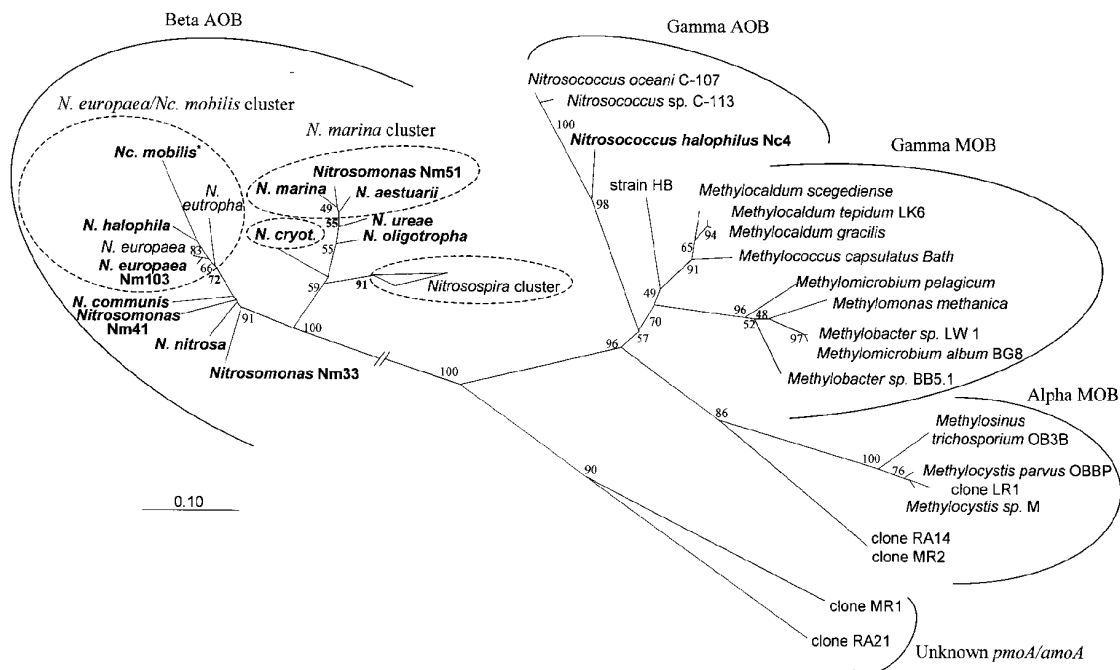 Beta AOB
N. europaea/Nc. mobilis cluster
Nc. mobilis*
N.
eutropha
N. halophila
N. europaea
N. europaea
Nm103
83
66
72
N. communis
Nitrosomonas
Nm41
N. nitrosa
91
Nitrosomonas Nm33
N. marina cluster
Nitrosomonas Nm51
N. marina
N. aestuarii
49
55
N. ureae
N. oligotropha
55
N. cryot.
59
91
Nitrosospira cluster
100
100
0.10
Gamma AOB
Nitrosococcus oceani C-107
Nitrosococcus sp. C-113
100
Nitrosococcus halophilus Nc4
98
Gamma MOB
strain HB
Methylocaldum scegediense
Methylocaldum tepidum LK6
94
Methylocaldum gracilis
65
91
Methylococcus capsulatus Bath
49
70
57
96
Methylomicrobium pelagicum
96
48
Methylomonas methanica
52
97
Methylobacter sp. LW 1
Methylomicrobium album BG8
Methylobacter sp. BB5.1
Alpha MOB
86
Methylosinus
trichosporium OB3B
100
76
Methylocystis parvus OBBP
clone LR1
Methylocystis sp. M
clone RA14
clone MR2
90
clone MR1
clone RA21
Unknown pmoA/amoA